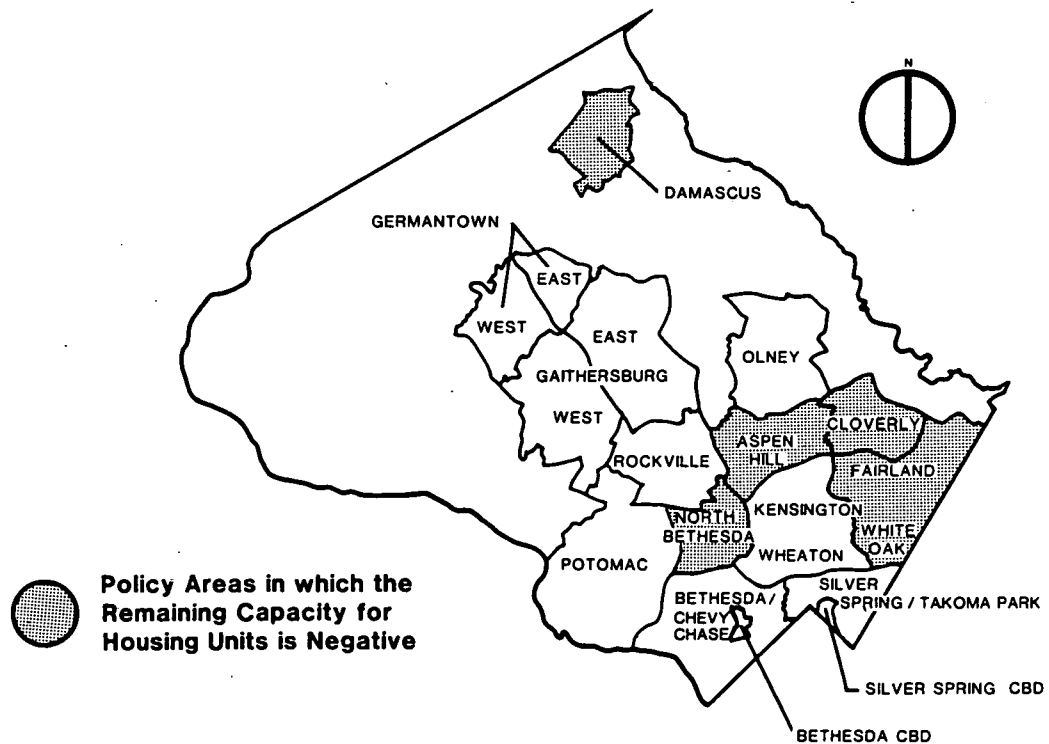 N
DAMASCUS
GERMANTOWN
EAST
WEST
EAST
OLNEY
GAITHERSBURG
WEST
CLOVERLY
ASPEN
HILL
ROCKVILLE
FAIRLAND
KENSINGTON
NORTH
BETHESDA
WHITE
OAK
WHEATON
POTOMAC
SILVER
SPRING / TAKOMA PARK
BETHESDA /
CHEVY
CHASE
Policy Areas in which the
Remaining Capacity for
Housing Units is Negative
SILVER SPRING CBD
BETHESDA CBD